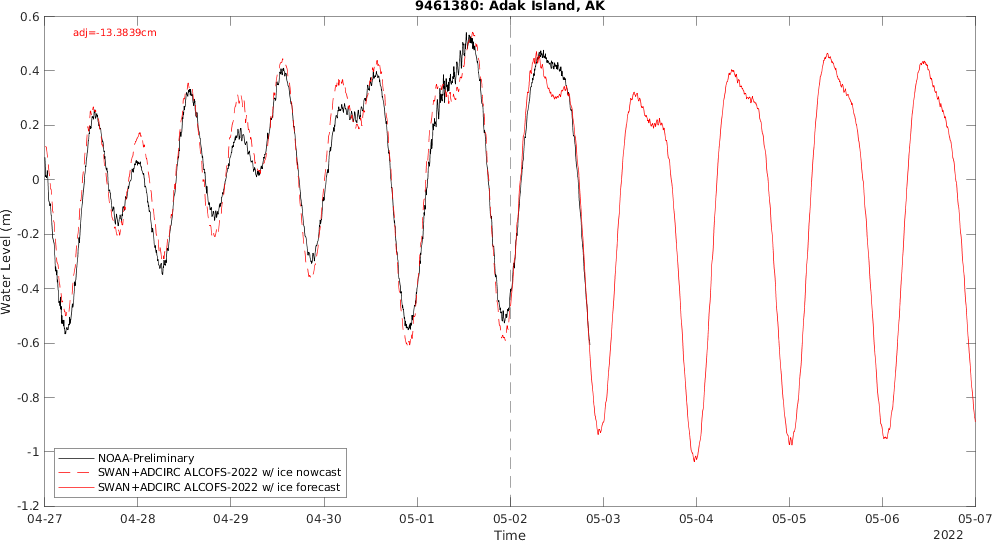 9461380: Adak Island, AK
adj=-13.3839cm
0.6
0.4
0.2
0
-0.2
-0.4
-0.6
-0.8
-1
-1.2
Water Level (m)
NOAA-Preliminary
SWAN+ADCIRC ALCOFS-2022 w/ ice nowcast
SWAN+ADCIRC ALCOFS-2022 w/ ice forecast
04-27 04-28 04-29 04-30 05-01 05-02 05-03 05-04 05-05 05-06 05-07
Time
2022